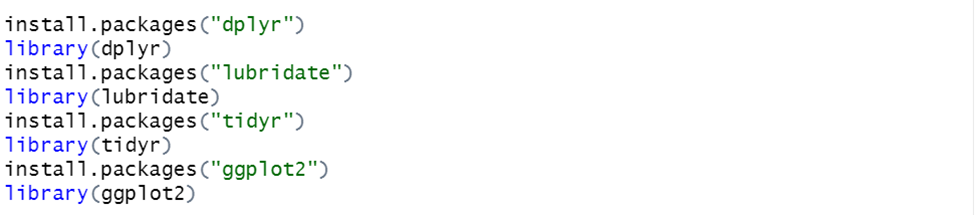 install.packages("dplyr")
library(dplyr)
install.packages("lubridate")
library(lubridate)
install.packages("tidyr")
library(tidyr)
install.packages("ggplot2")
library(ggplot2)